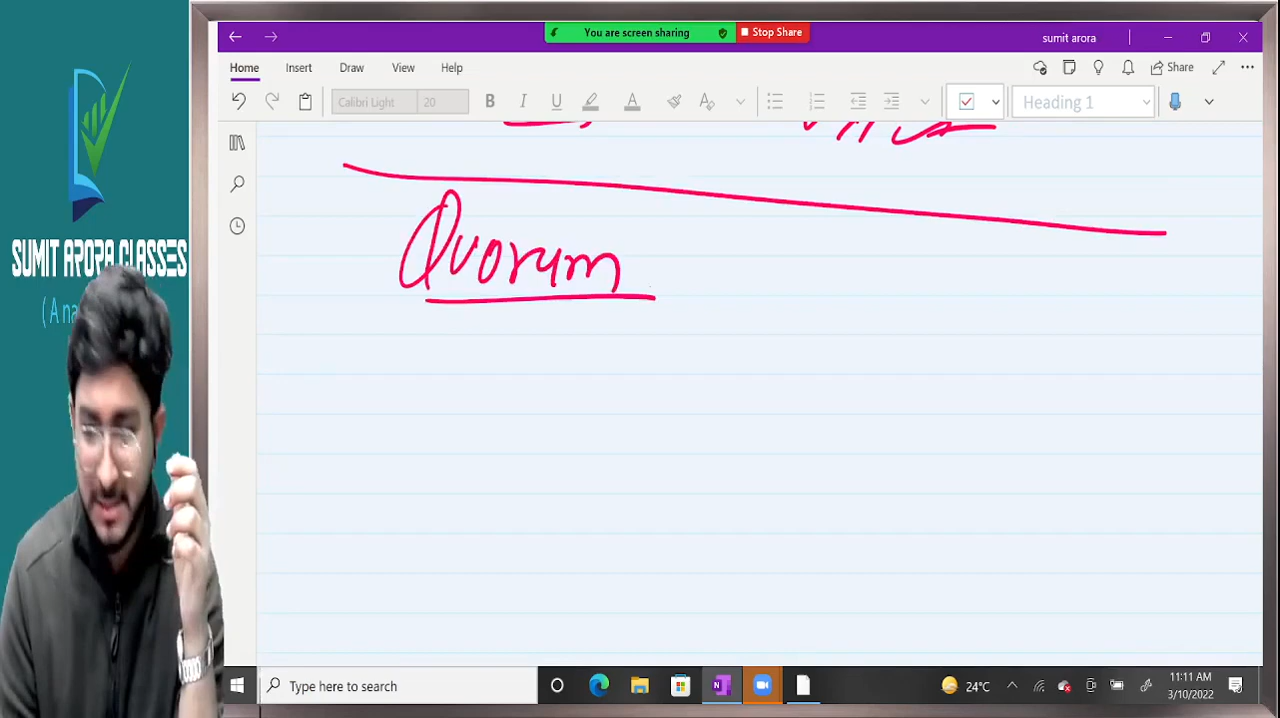 You are screen sharing
Stop Share
sumit arora
Home
Insert
Draw
View
Help
Share
Calibri Light
20
B
I
U
A
A
Heading 1
SUMIT ARORA CLASSES
( A na
Quorum
Type here to search
N
24°C
11:11 AM
3/10/2022